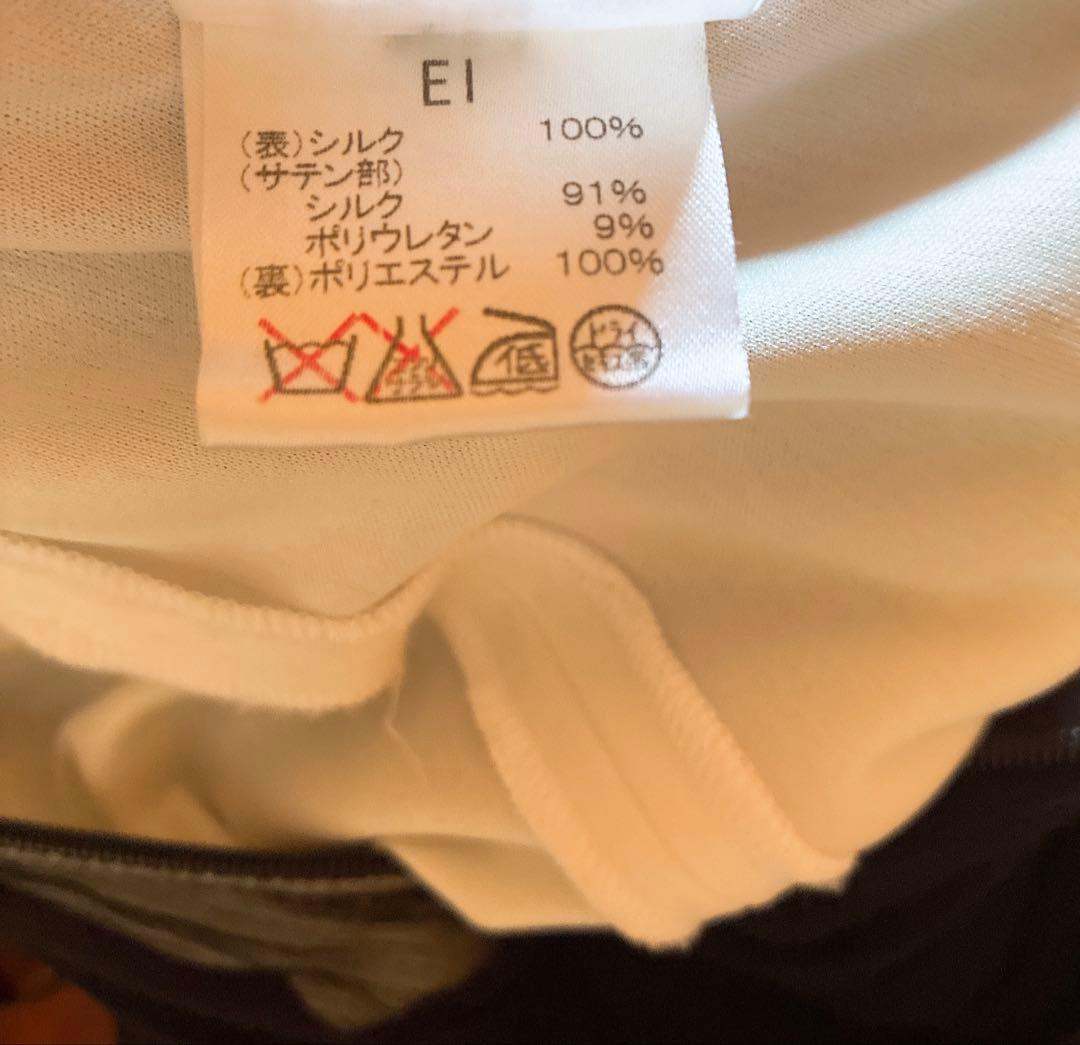 EI
(表)シルク 100%
(サテン部)
シルク 91%
ポリウレタン 9%
(裏)ポリエステル 100%
低
ドライ